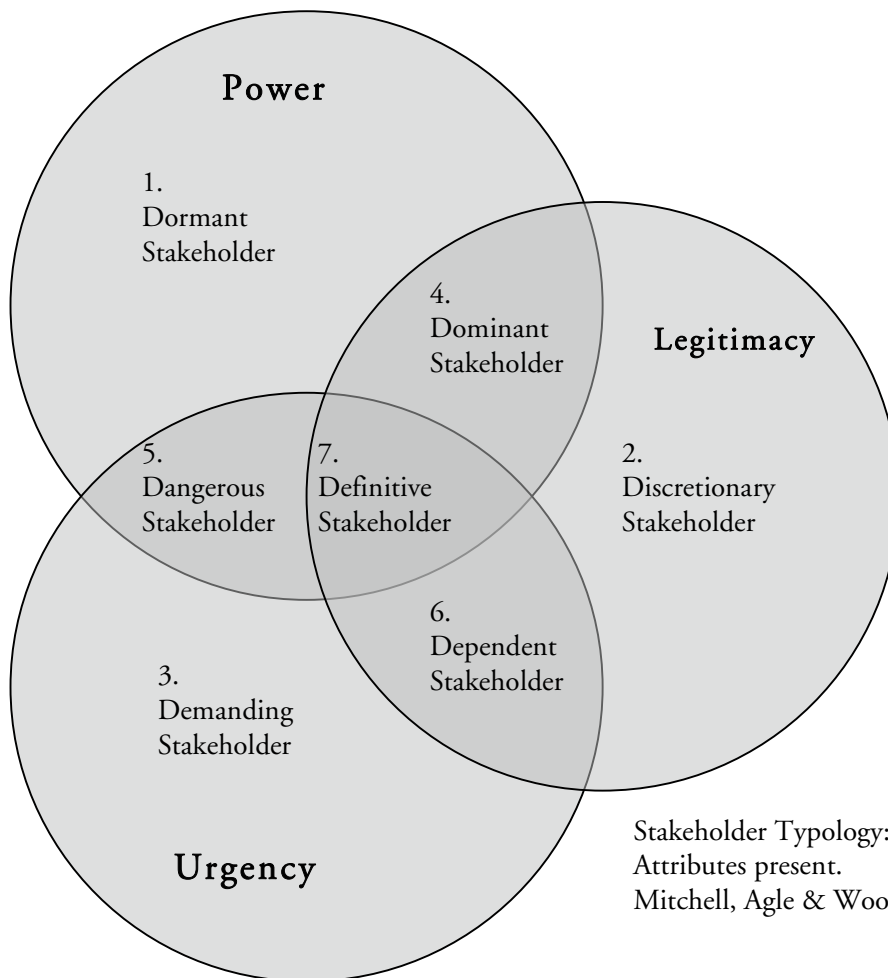 Power
1.
Dormant
Stakeholder
4.
Dominant
Stakeholder
Legitimacy
5.
Dangerous
Stakeholder
7.
Definitive
Stakeholder
2.
Discretionary
Stakeholder
6.
Dependent
Stakeholder
3.
Demanding
Stakeholder
Urgency
Stakeholder Typology:
Attributes present.
Mitchell, Agle & Woo